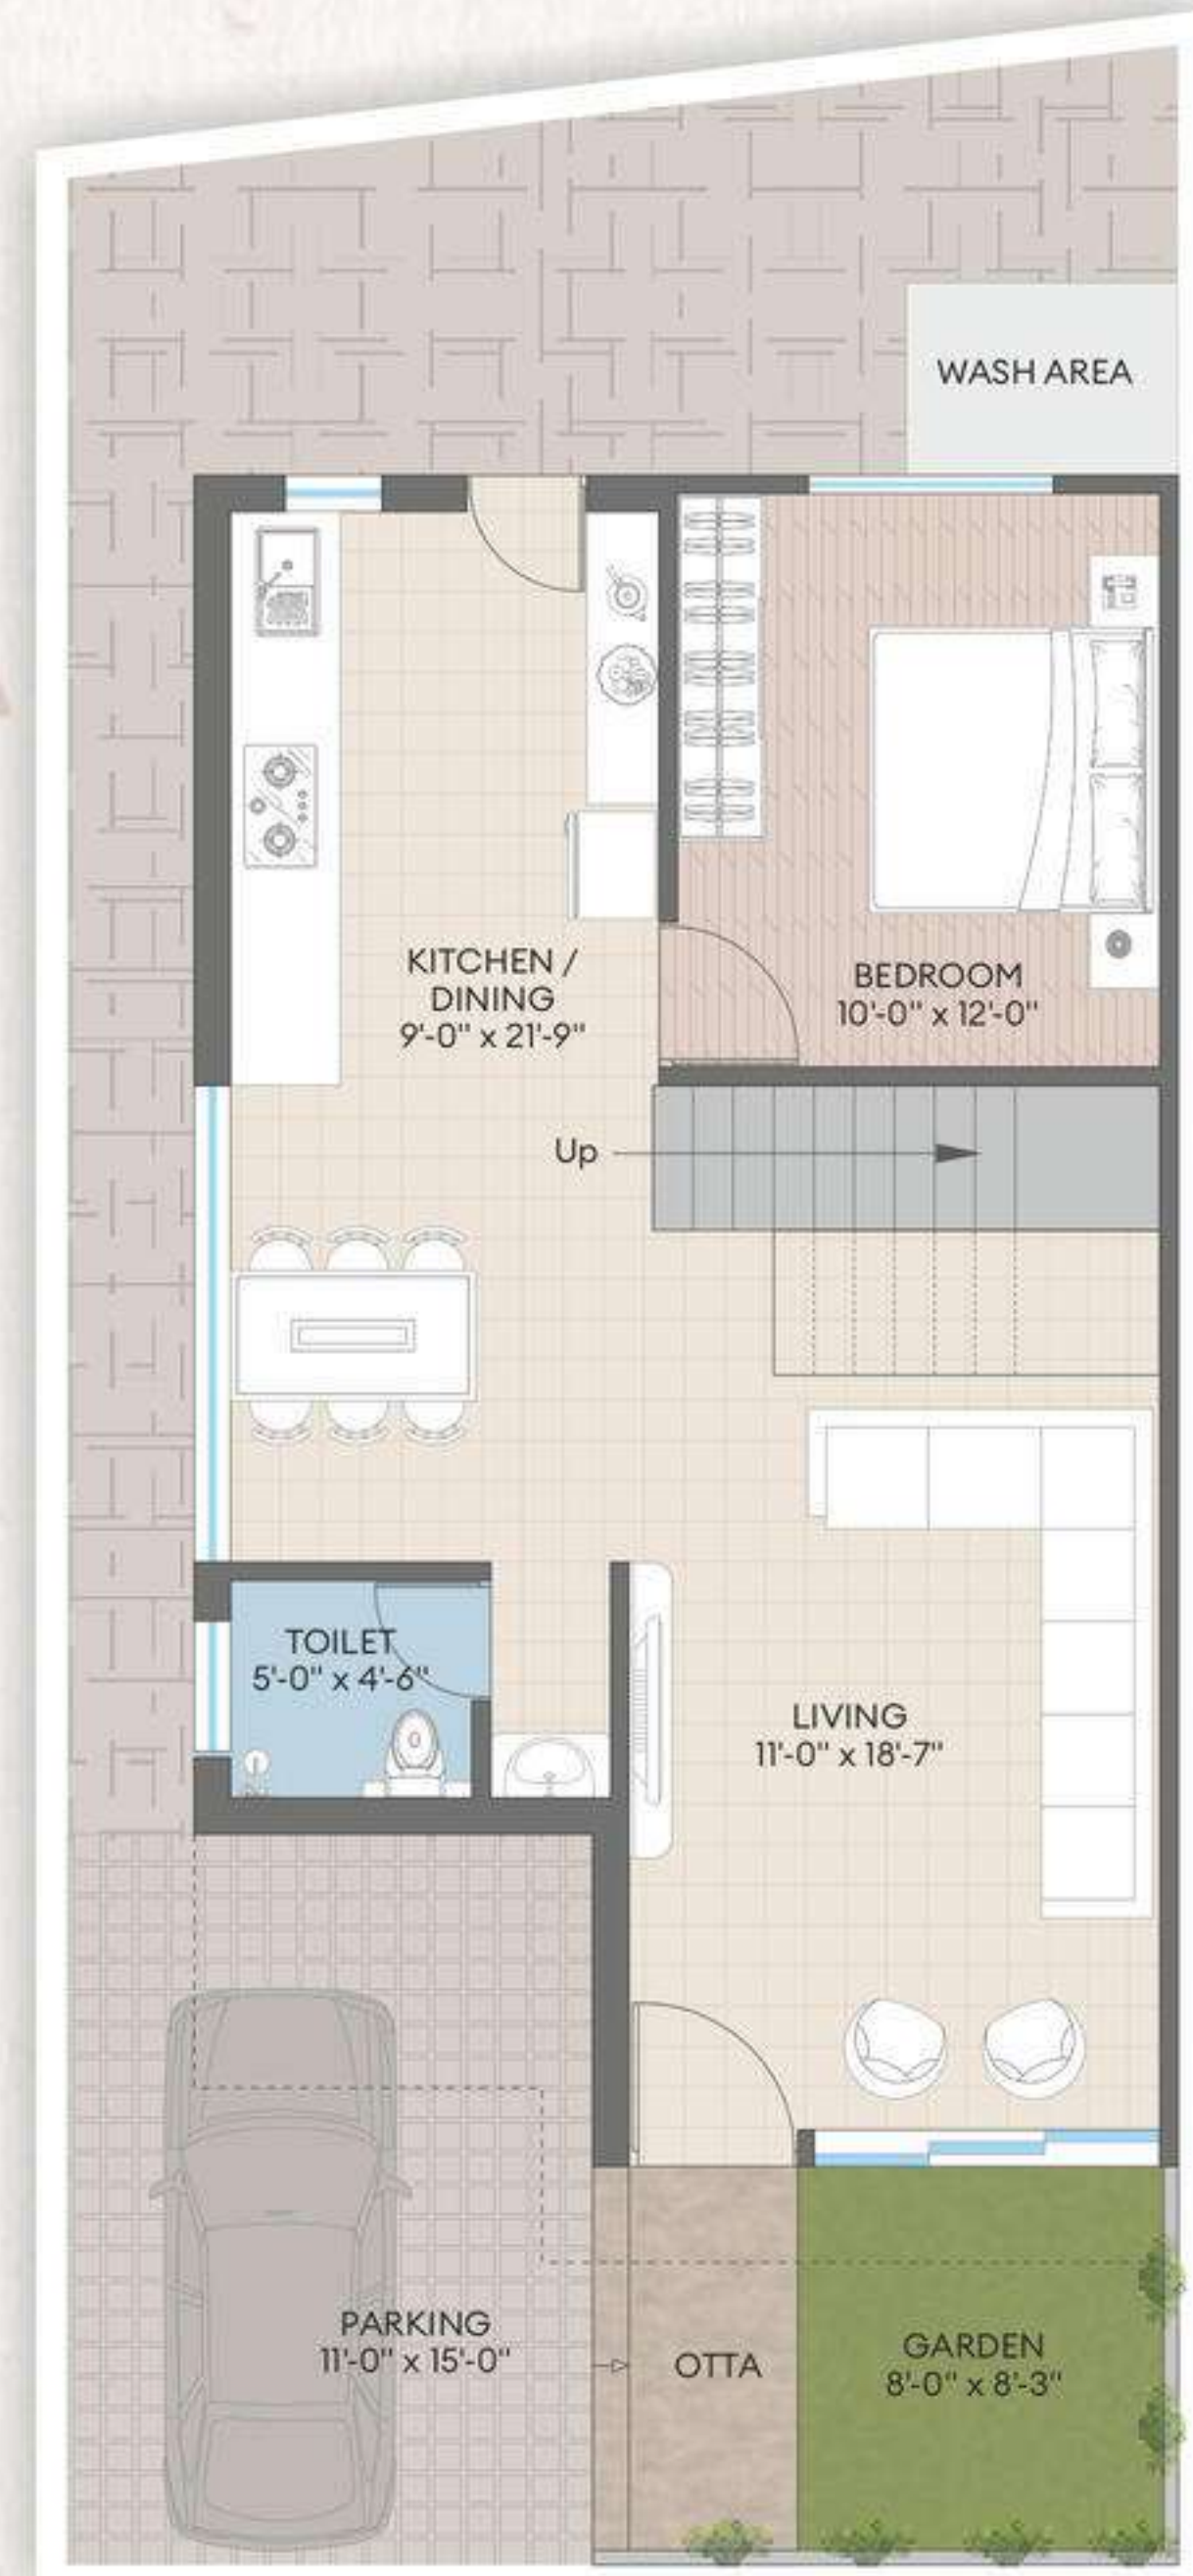 WASH AREA
KITCHEN /
DINING
9'-0" x 21'-9"
BEDROOM
10'-0" x 12'-0"
Up
TOILET
5'-0" x 4'-6"
LIVING
11'-0" x 18'-7"
PARKING
11'-0" x 15'-0"
OTTA
GARDEN
8'-0" x 8'-3"